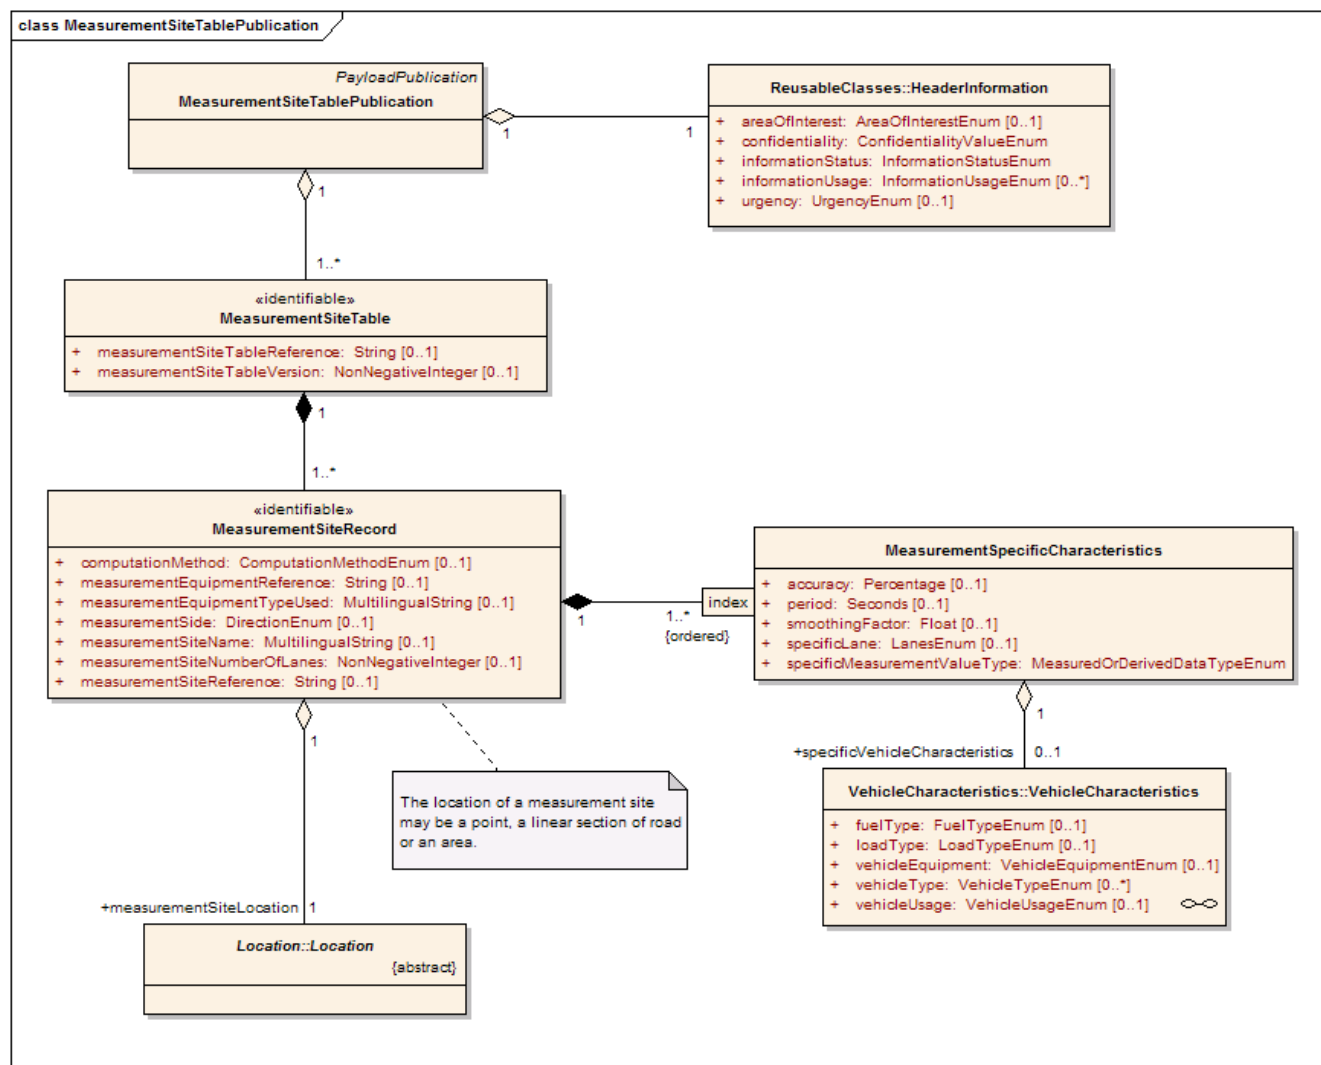 class MeasurementSiteTablePublication
PayloadPublication
MeasurementSiteTablePublication
1
1
ReusableClasses::HeaderInformation
+ areaOfInterest: AreaOfInterestEnum [0..1]
+ confidentiality: ConfidentialityValueEnum
+ informationStatus: InformationStatusEnum
+ informationUsage: InformationUsageEnum [0..*]
+ urgency: UrgencyEnum [0..1]
1
1..*
«identifiable»
MeasurementSiteTable
+ measurementSiteTableReference: String [0..1]
+ measurementSiteTableVersion: NonNegativeInteger [0..1]
1
1..*
«identifiable»
MeasurementSiteRecord
+ computationMethod: ComputationMethodEnum [0..1]
+ measurementEquipmentReference: String [0..1]
+ measurementEquipmentTypeUsed: MultilingualString [0..1]
+ measurementSide: DirectionEnum [0..1]
+ measurementSiteName: MultilingualString [0..1]
+ measurementSiteNumberOfLanes: NonNegativeInteger [0..1]
+ measurementSiteReference: String [0..1]
1
1..*
{ordered}
index
MeasurementSpecificCharacteristics
+ accuracy: Percentage [0..1]
+ period: Seconds [0..1]
+ smoothingFactor: Float [0..1]
+ specificLane: LanesEnum [0..1]
+ specificMeasurementValueType: MeasuredOrDerivedDataTypeEnum
1
+specificVehicleCharacteristics 0..1
VehicleCharacteristics::VehicleCharacteristics
+ fuelType: FuelTypeEnum [0..1]
+ loadType: LoadTypeEnum [0..1]
+ vehicleEquipment: VehicleEquipmentEnum [0..1]
+ vehicleType: VehicleTypeEnum [0..*]
+ vehicleUsage: VehicleUsageEnum [0..1]
1
The location of a measurement site
may be a point, a linear section of road
or an area.
+measurementSiteLocation 1
Location::Location
{abstract}